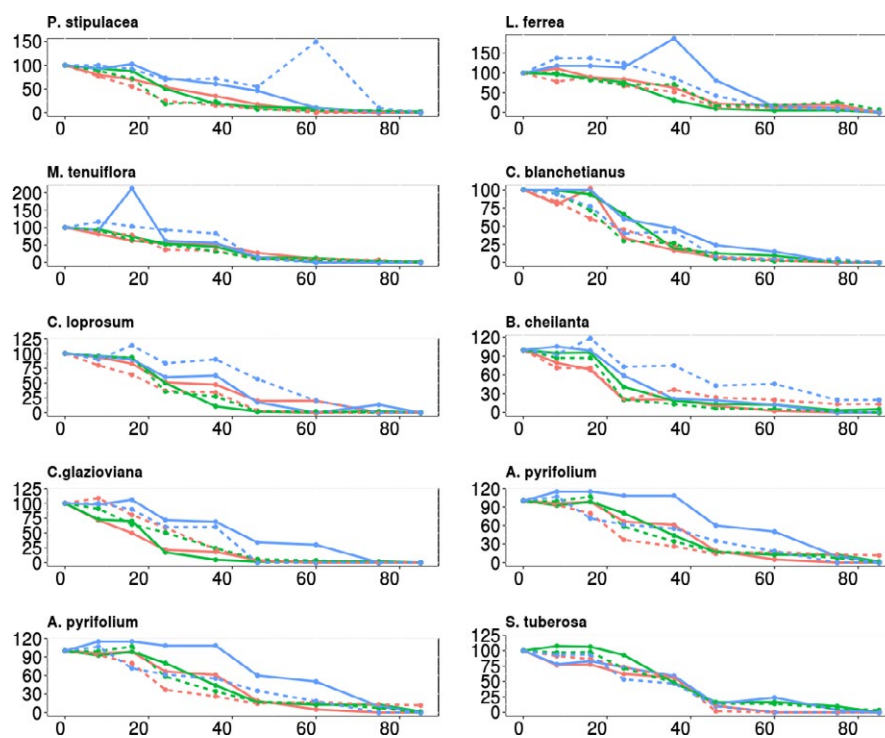 P. stipulacea
150
100
50
0
0 20 40 60 80
L. ferrea
150
100
50
0
0 20 40 60 80
M. tenuiflora
200
150
100
50
0
0 20 40 60 80
C. blanchetianus
100
75
50
25
0
0 20 40 60 80
C. loprosum
125
100
75
50
25
0
0 20 40 60 80
B. cheilanta
120
90
60
30
0
0 20 40 60 80
C.glazioviana
125
100
75
50
25
0
0 20 40 60 80
A. pyrifolium
120
90
60
30
0
0 20 40 60 80
A. pyrifolium
120
90
60
30
0
0 20 40 60 80
S. tuberosa
125
100
75
50
25
0
0 20 40 60 80